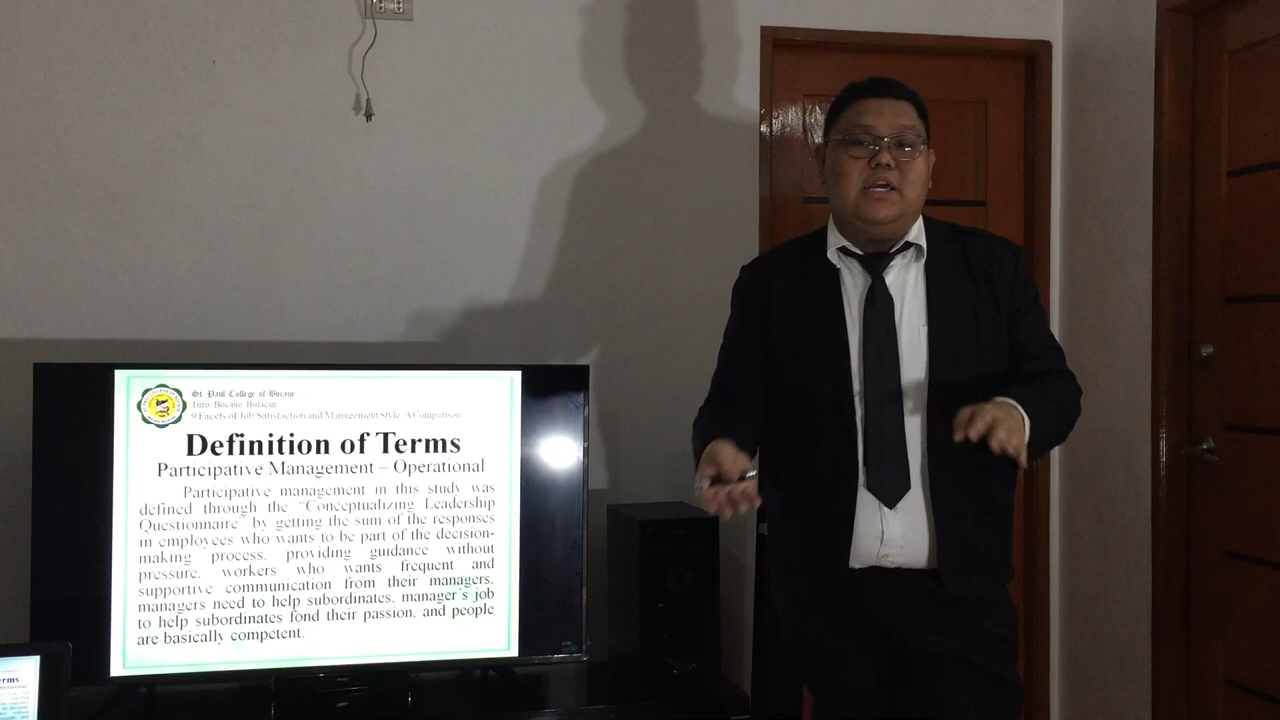 St. Paul College of Bocaue
Turo, Bocaue, Bulacan
9 Facets of Job Satisfaction and Management Style: A Comparison
Definition of Terms
Participative Management – Operational
Participative management in this study was
defined through the "Conceptualizing Leadership
Questionnaire" by getting the sum of the responses
in employees who wants to be part of the decision-
making process, providing guidance without
pressure, workers who wants frequent and
supportive communication from their managers,
managers need to help subordinates, manager's job
to help subordinates fond their passion, and people
are basically competent.
erms